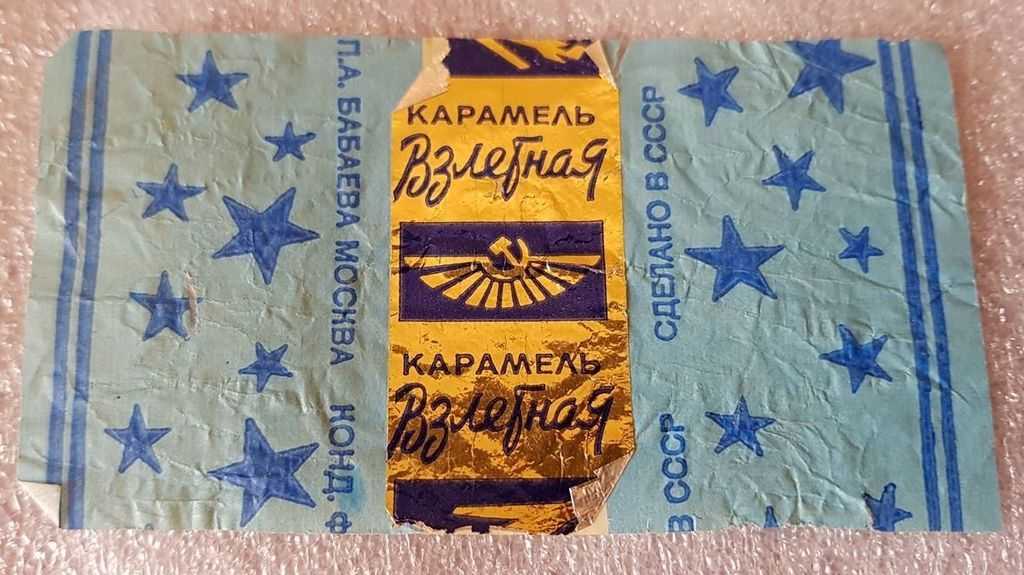 П.А. БАБАЕВА МОСКВА КОНД. Ф
КАРАМЕЛЬ
Взлетная
КАРАМЕЛЬ
Взлетная
СДЕЛАНО В СССР
В СССР